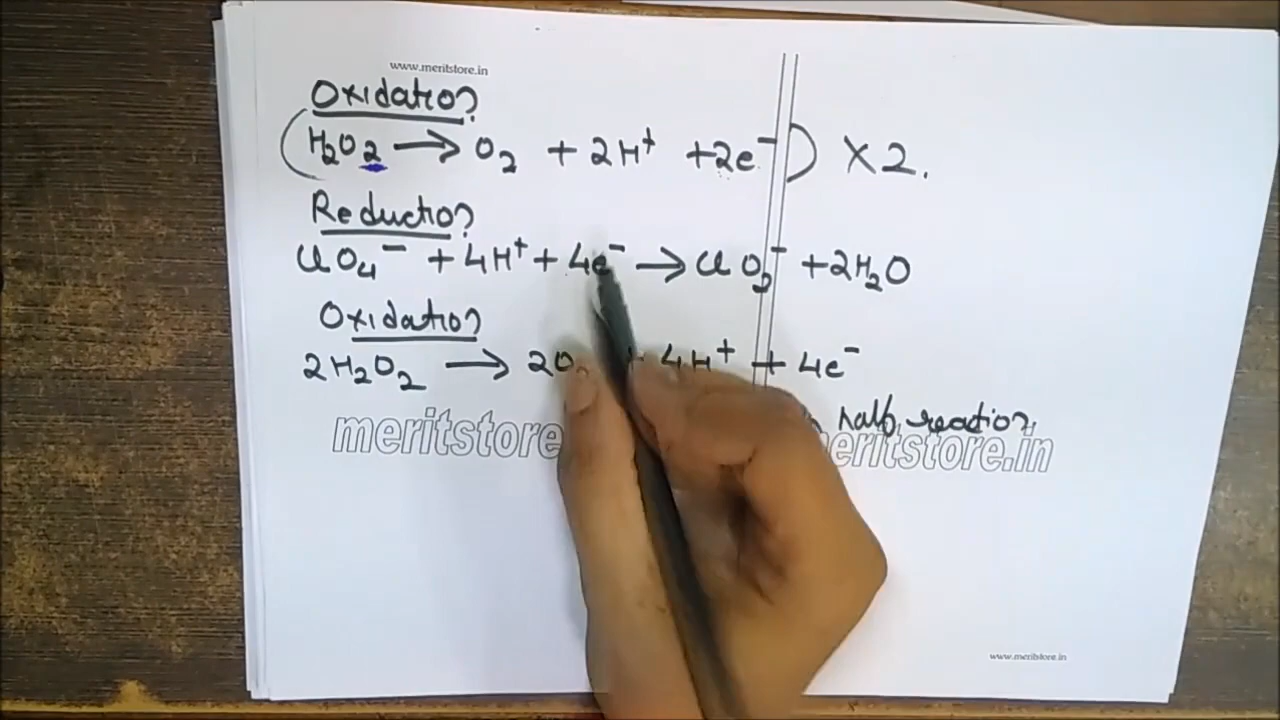 www.meritstore.in
Oxidation
(H₂O₂ → O₂ + 2H⁺ + 2e⁻) × 2.
Reduction
ClO₄⁻ + 4H⁺ + 4e⁻ → ClO₂⁻ + 2H₂O
Oxidation
2H₂O₂ → 2O₂ + 4H⁺ + 4e⁻
half reaction
meritstore meritstore.in
www.meritstore.in